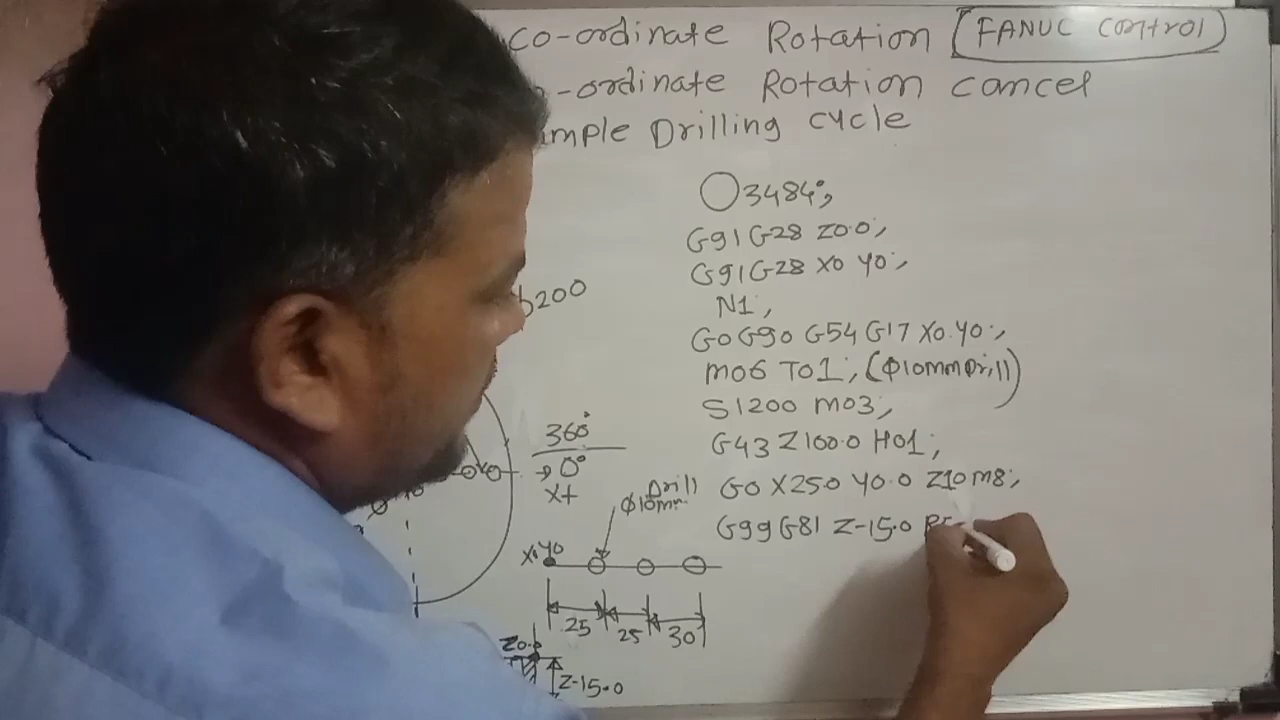 co-ordinate Rotation (FANUC control)
-ordinate Rotation cancel
imple Drilling cycle
O3484;
G91 G28 Z0.0;
G91 G28 X0 Y0;
N1;
G0 G90 G54 G17 X0. Y0.;
M06 T01; (ϕ10mm Drill)
S1200 M03;
G43 Z100.0 H01;
G0 X25.0 Y0.0 Z10 M8;
G99 G81 Z-15.0
ϕ200
360°
→ 0°
X+
Drill
ϕ10mm
X0 Y0
25
25
30
Z0.0
Z-15.0